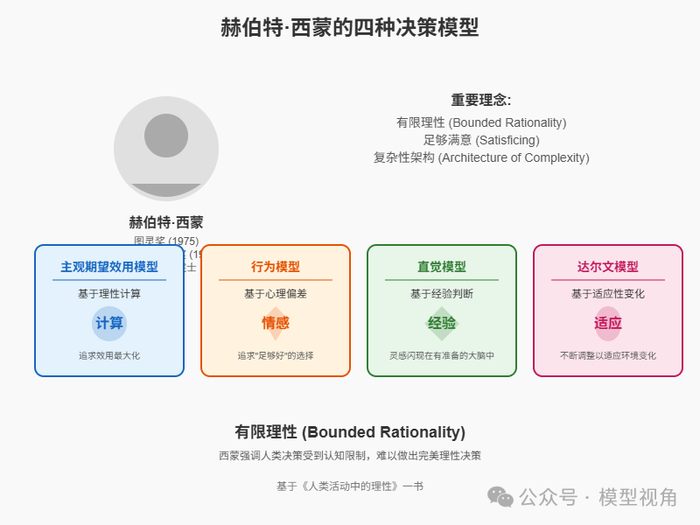 赫伯特·西蒙的四种决策模型
重要理念:
有限理性 (Bounded Rationality)
足够满意 (Satisficing)
复杂性架构 (Architecture of Complexity)
赫伯特·西蒙
图灵奖 (1975)
主观期望效用模型
基于理性计算
计算
追求效用最大化
行为模型
基于心理偏差
情感
追求"足够好"的选择
直觉模型
基于经验判断
经验
灵感闪现在有准备的大脑中
达尔文模型
基于适应性变化
适应
不断调整以适应环境变化
有限理性 (Bounded Rationality)
西蒙强调人类决策受到认知限制，难以做出完美理性决策
基于《人类活动中的理性》一书
公众号 · 模型视角